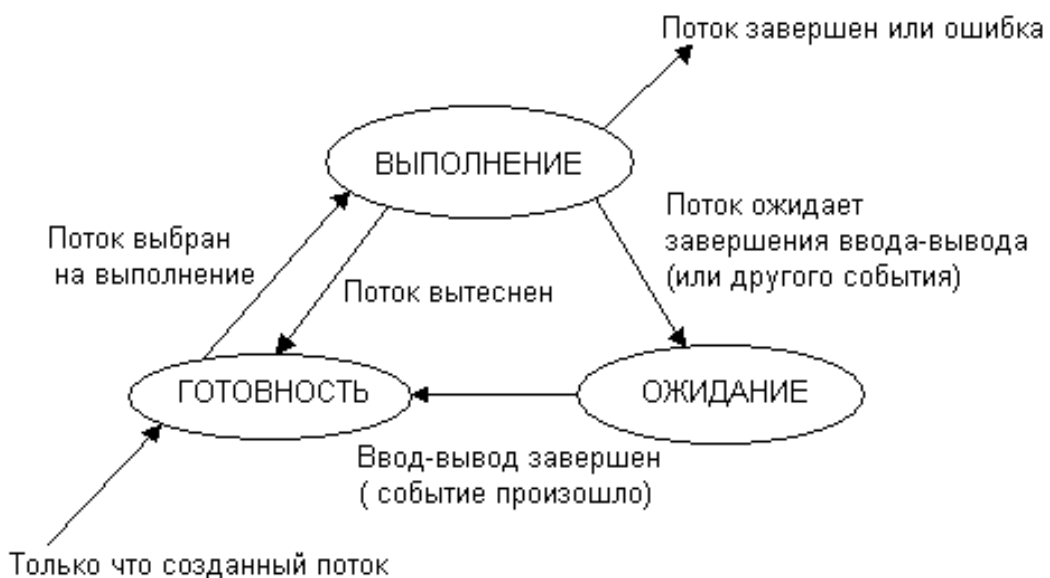 Поток завершен или ошибка
ВЫПОЛНЕНИЕ
Поток выбран
на выполнение
Поток вытеснен
Поток ожидает
завершения ввода-вывода
(или другого события)
ГОТОВНОСТЬ
ОЖИДАНИЕ
Ввод-вывод завершен
( событие произошло)
Только что созданный поток